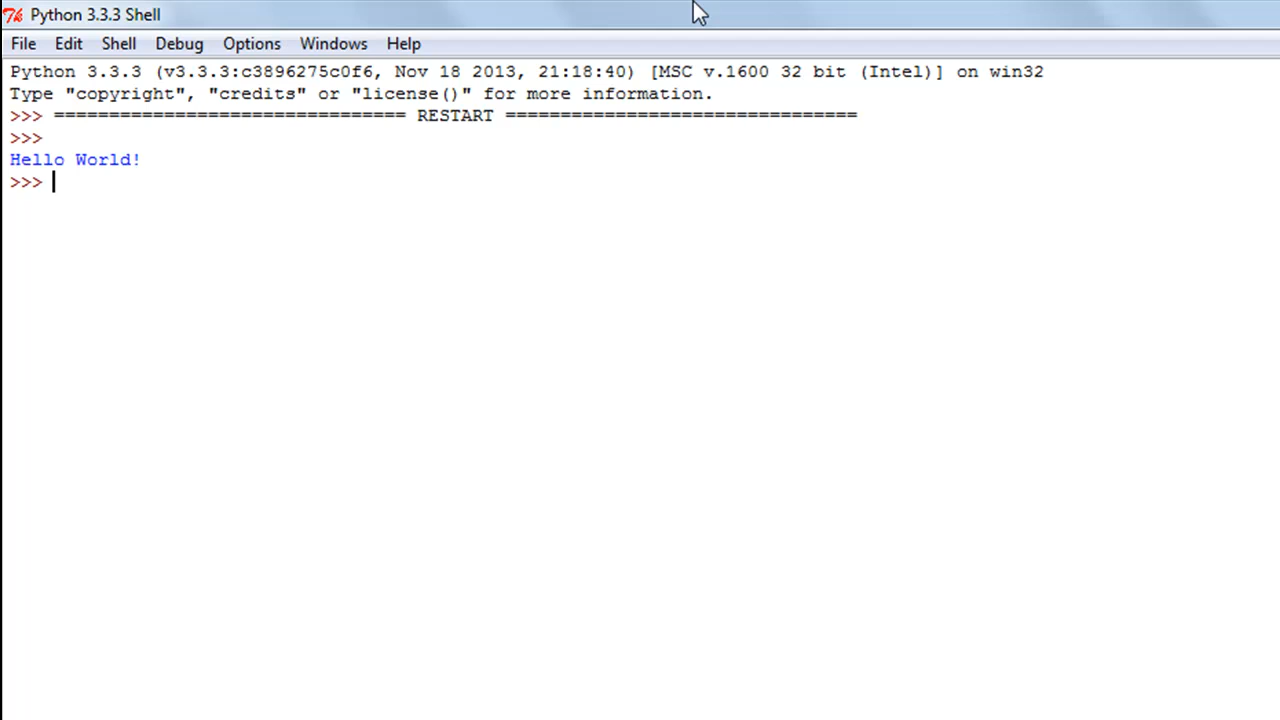 Python 3.3.3 Shell
File Edit Shell Debug Options Windows Help
Python 3.3.3 (v3.3.3:c3896275c0f6, Nov 18 2013, 21:18:40) [MSC v.1600 32 bit (Intel)] on win32
Type "copyright", "credits" or "license()" for more information.
>>> ================================ RESTART ================================
>>>
Hello World!
>>>